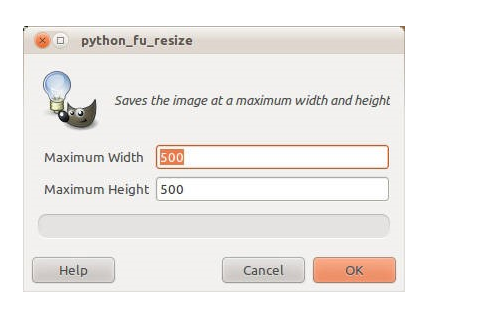 python_fu_resize
Saves the image at a maximum width and height
Maximum Width 500
Maximum Height 500
Help Cancel OK